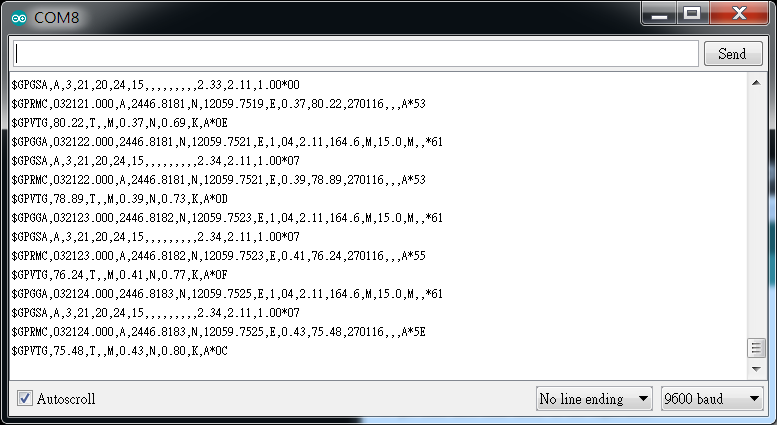 COM8
Send
$GPGSA,A,3,21,20,24,15,,,,,,,,,2.33,2.11,1.00*00
$GPRMC,032121.000,A,2446.8181,N,12059.7519,E,0.37,80.22,270116,,,A*53
$GPVTG,80.22,T,,M,0.37,N,0.69,K,A*0E
$GPGGA,032122.000,2446.8181,N,12059.7521,E,1,04,2.11,164.6,M,15.0,M,,*61
$GPGSA,A,3,21,20,24,15,,,,,,,,,2.34,2.11,1.00*07
$GPRMC,032122.000,A,2446.8181,N,12059.7521,E,0.39,78.89,270116,,,A*53
$GPVTG,78.89,T,,M,0.39,N,0.73,K,A*0D
$GPGGA,032123.000,2446.8182,N,12059.7523,E,1,04,2.11,164.6,M,15.0,M,,*61
$GPGSA,A,3,21,20,24,15,,,,,,,,,2.34,2.11,1.00*07
$GPRMC,032123.000,A,2446.8182,N,12059.7523,E,0.41,76.24,270116,,,A*55
$GPVTG,76.24,T,,M,0.41,N,0.77,K,A*0F
$GPGGA,032124.000,2446.8183,N,12059.7525,E,1,04,2.11,164.6,M,15.0,M,,*61
$GPGSA,A,3,21,20,24,15,,,,,,,,,2.34,2.11,1.00*07
$GPRMC,032124.000,A,2446.8183,N,12059.7525,E,0.43,75.48,270116,,,A*5E
$GPVTG,75.48,T,,M,0.43,N,0.80,K,A*0C
Autoscroll
No line ending
9600 baud